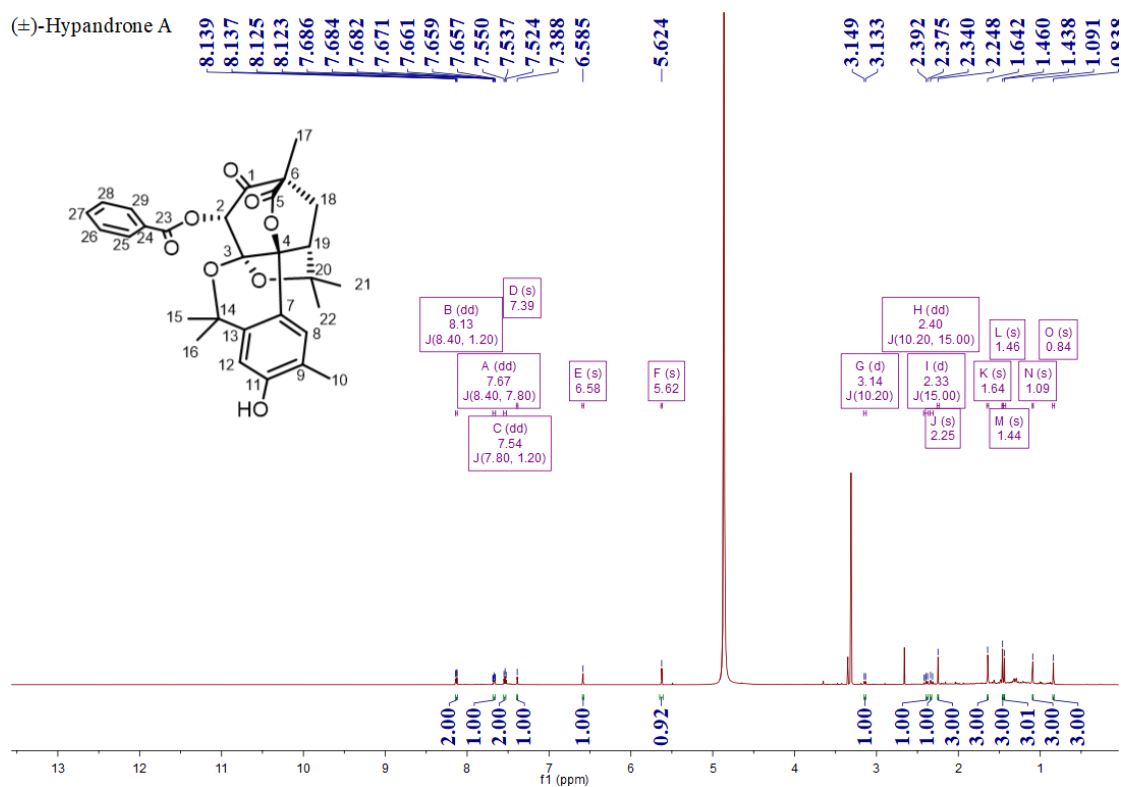 (±)-Hypandrone A
8.139
8.137
8.125
8.123
7.686
7.684
7.682
7.671
7.661
7.659
7.657
7.550
7.537
7.524
7.388
6.585
5.624
3.149
3.133
2.392
2.375
2.340
2.248
1.642
1.460
1.438
1.091
0.838
17
O
1
6
18
28
29
O
5
27
23
O
2
O
26
24
25
O
4
19
3
20
O
O
21
14
7
22
15
8
13
16
12
9
10
11
HO
D (s)
7.39
B (dd)
8.13
J(8.40, 1.20)
H (dd)
2.40
J(10.20, 15.00)
L (s)
1.46
O (s)
0.84
A (dd)
7.67
J(8.40, 7.80)
E (s)
6.58
F (s)
5.62
G (d)
3.14
J(10.20)
I (d)
2.33
J(15.00)
K (s)
1.64
N (s)
1.09
C (dd)
7.54
J(7.80, 1.20)
J (s)
2.25
M (s)
1.44
2.00
1.00
2.00
1.00
1.00
0.92
1.00
1.00
1.00
3.00
3.00
3.00
3.01
3.00
3.00
13 12 11 10 9 8 7 6 5 4 3 2 1
f1 (ppm)